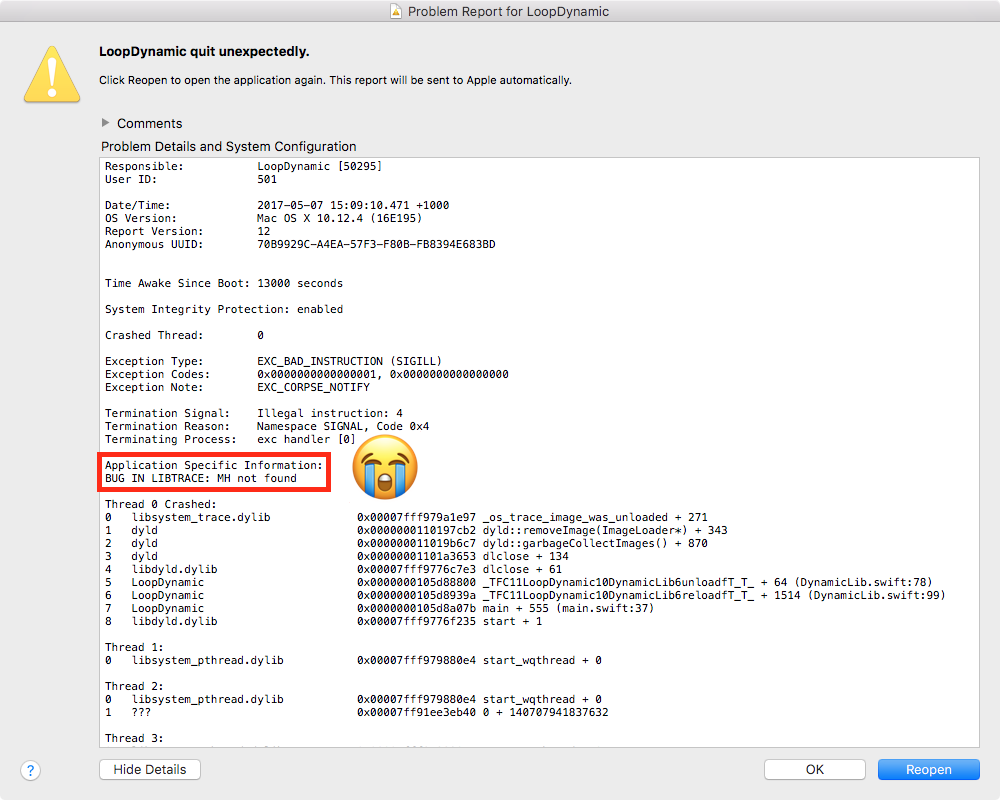 Problem Report for LoopDynamic
LoopDynamic quit unexpectedly.
Click Reopen to open the application again. This report will be sent to Apple automatically.
Comments
Problem Details and System Configuration
Responsible: LoopDynamic [50295]
User ID: 501
Date/Time: 2017-05-07 15:09:10.471 +1000
OS Version: Mac OS X 10.12.4 (16E195)
Report Version: 12
Anonymous UUID: 70B9929C-A4EA-57F3-F80B-FB8394E683BD
Time Awake Since Boot: 13000 seconds
System Integrity Protection: enabled
Crashed Thread: 0
Exception Type: EXC_BAD_INSTRUCTION (SIGILL)
Exception Codes: 0x0000000000000001, 0x0000000000000000
Exception Note: EXC_CORPSE_NOTIFY
Termination Signal: Illegal instruction: 4
Termination Reason: Namespace SIGNAL, Code 0x4
Terminating Process: exc handler [0]
Application Specific Information:
BUG IN LIBTRACE: MH not found
Thread 0 Crashed:
0 libsystem_trace.dylib 0x00007fff979a1e97 _os_trace_image_was_unloaded + 271
1 dyld 0x0000000110197cb2 dyld::removeImage(ImageLoader*) + 343
2 dyld 0x000000011019b6c7 dyld::garbageCollectImages() + 870
3 dyld 0x00000001101a3653 dlclose + 134
4 libdyld.dylib 0x00007fff9776c7e3 dlclose + 61
5 LoopDynamic 0x0000000105d88800 _TFC11LoopDynamic10DynamicLib6unloadfT_T_ + 64 (DynamicLib.swift:78)
6 LoopDynamic 0x0000000105d8939a _TFC11LoopDynamic10DynamicLib6reloadfT_T_ + 1514 (DynamicLib.swift:99)
7 LoopDynamic 0x0000000105d8a07b main + 555 (main.swift:37)
8 libdyld.dylib 0x00007fff9776f235 start + 1
Thread 1:
0 libsystem_pthread.dylib 0x00007fff979880e4 start_wqthread + 0
Thread 2:
0 libsystem_pthread.dylib 0x00007fff979880e4 start_wqthread + 0
1 ??? 0x00007ff91ee3eb40 0 + 140707941837632
Thread 3:
? Hide Details OK Reopen